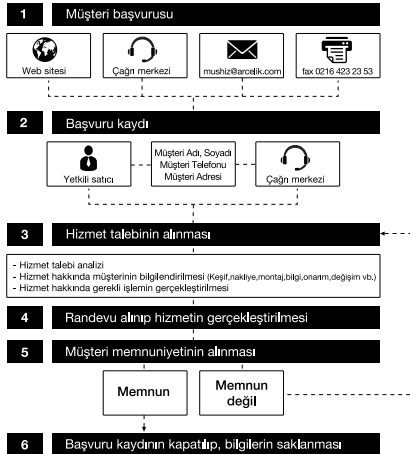 1 Müşteri başvurusu
Web sitesi
Çağrı merkezi
mushiz@arcelik.com
fax 0216 423 23 53
2 Başvuru kaydı
Yetkili satıcı
Müşteri Adı, Soyadı
Müşteri Telefonu
Müşteri Adresi
Çağrı merkezi
3 Hizmet talebinin alınması
- Hizmet talebi analizi
- Hizmet hakkında müşterinin bilgilendirilmesi (Keşif,nakliye,montaj,bilgi,onarım,değişim vb.)
- Hizmet hakkında gerekli işlemin gerçekleştirilmesi
4 Randevu alınıp hizmetin gerçekleştirilmesi
5 Müşteri memnuniyetinin alınması
Memnun
Memnun
değil
6 Başvuru kaydının kapatılıp, bilgilerin saklanması